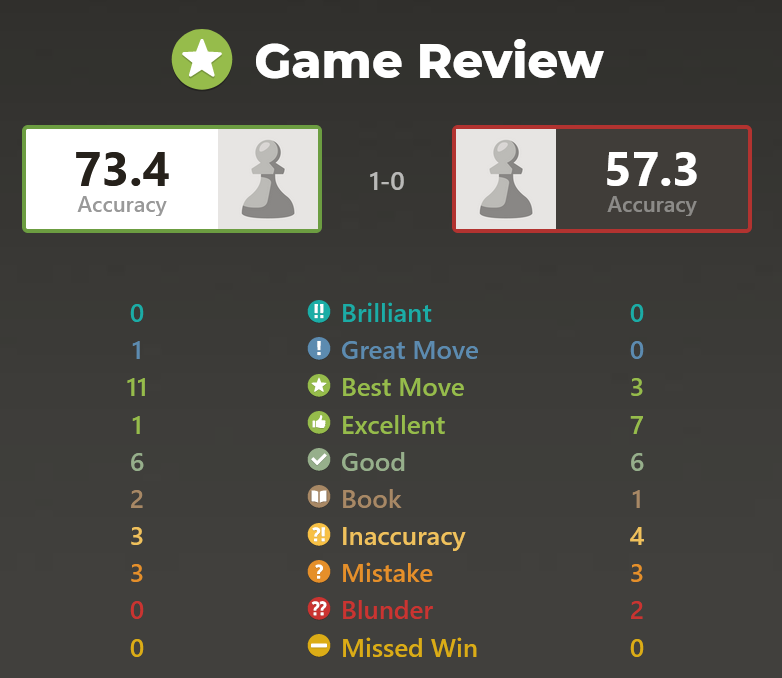 Game Review
73.4
Accuracy
1-0
57.3
Accuracy
0 !! Brilliant 0
1 ! Great Move 0
11 Best Move 3
1 Excellent 7
6 Good 6
2 Book 1
3 ?! Inaccuracy 4
3 ? Mistake 3
0 ?? Blunder 2
0 Missed Win 0